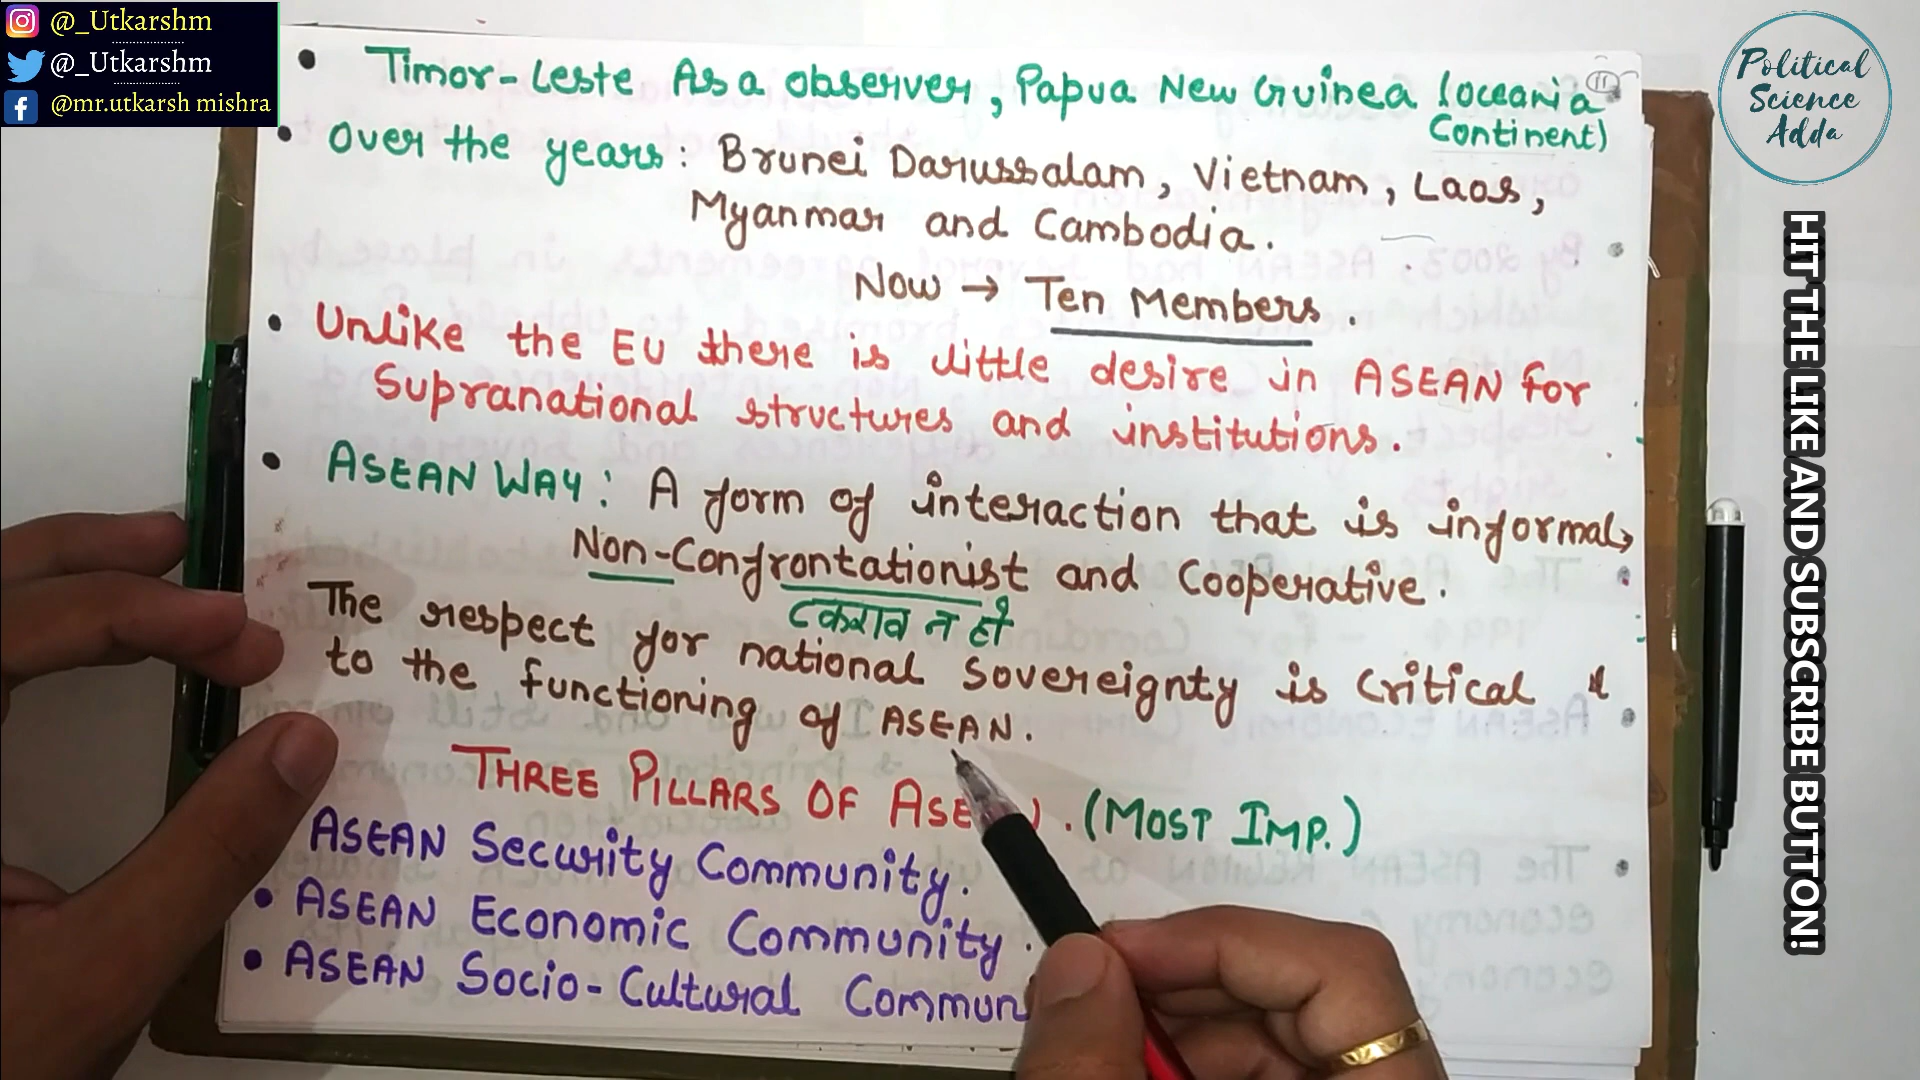 @_Utkarshm
@_Utkarshm
@mr.utkarsh mishra
Political
Science
Adda
HIT THE LIKE AND SUBSCRIBE BUTTON!
11
• Timor-Leste As a observer, Papua New Guinea (oceania
Continent)
• Over the years: Brunei Darussalam, Vietnam, Laos,
Myanmar and Cambodia.
Now → Ten Members.
• Unlike the EU there is little desire in ASEAN for
Supranational structures and institutions.
• ASEAN WAY: A form of interaction that is informal,
Non-Confrontationist and Cooperative.
टकराव न हो
The respect for national sovereignty is critical
to the functioning of ASEAN.
THREE PILLARS OF ASE . (MOST IMP.)
ASEAN Security Community.
• ASEAN Economic Community.
• ASEAN Socio-Cultural Commun